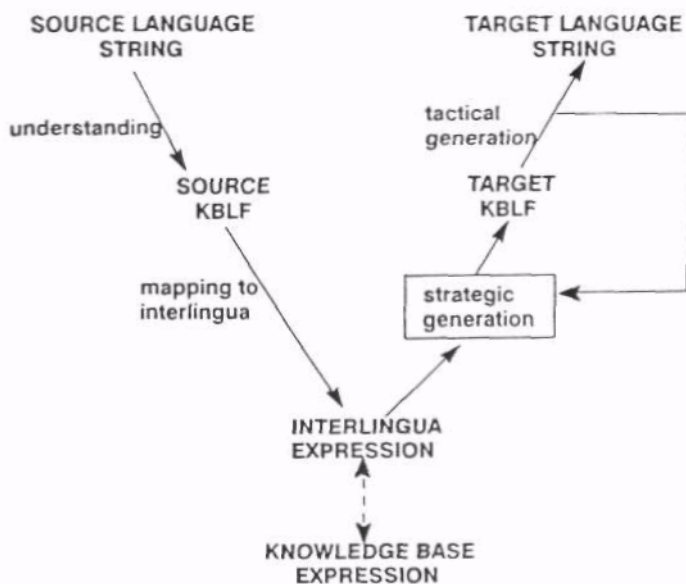 SOURCE LANGUAGE
STRING
TARGET LANGUAGE
STRING
understanding
tactical
generation
SOURCE
KBLF
TARGET
KBLF
mapping to
interlingua
strategic
generation
INTERLINGUA
EXPRESSION
KNOWLEDGE BASE
EXPRESSION